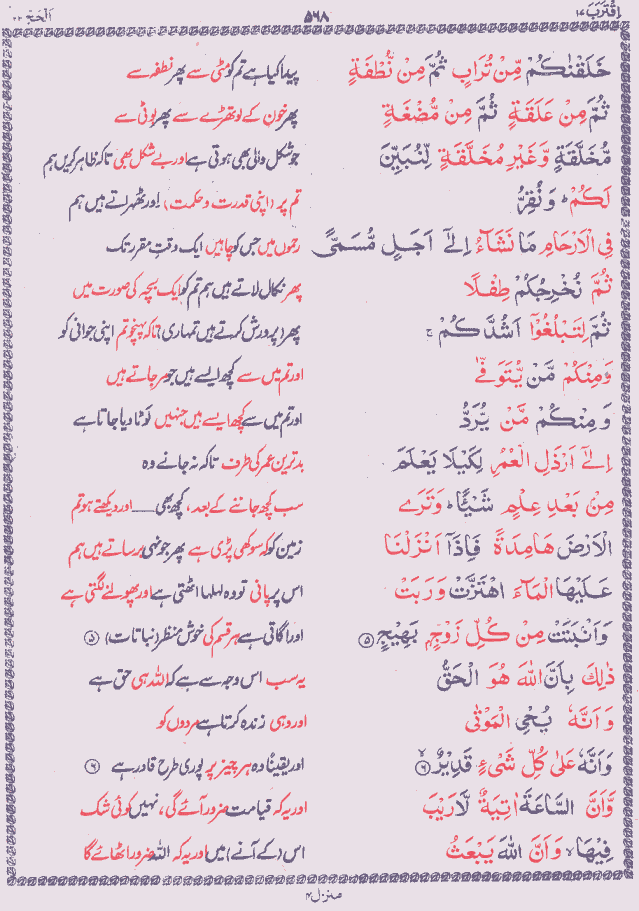 اِقْتَرَبَ ۱۷ ۵۶۸ اَلْحَجّ ۲۲
خَلَقْنٰكُمْ مِّنْ تُرَابٍ ثُمَّ مِنْ نُّطْفَةٍ پیدا کیا ہے تم کو مٹی سے پھر نطفہ سے
ثُمَّ مِنْ عَلَقَةٍ ثُمَّ مِنْ مُّضْغَةٍ پھر خون کے لوتھڑے سے پھر بوٹی سے
مُّخَلَّقَةٍ وَّغَيْرِ مُخَلَّقَةٍ لِّنُبَيِّنَ جو شکل والی بھی ہوتی ہے اور بے شکل بھی تاکہ ظاہر کریں ہم
لَكُمْ ؕ وَنُقِرُّ تم پر (اپنی قدرت و حکمت) اور ٹھہراتے ہیں ہم
فِي الْاَرْحَامِ مَا نَشَآءُ اِلٰٓى اَجَلٍ مُّسَمًّى رحموں میں جس کو چاہیں ایک وقتِ مقرر تک
ثُمَّ نُخْرِجُكُمْ طِفْلًا پھر نکال لاتے ہیں ہم تم کو ایک بچہ کی صورت میں
ثُمَّ لِتَبْلُغُوْٓا اَشُدَّكُمْ ۚ پھر (پرورش کرتے ہیں تمہاری) تاکہ پہنچو تم اپنی جوانی کو
وَمِنْكُمْ مَّنْ يُّتَوَفّٰى اور تم میں سے کچھ ایسے ہیں جو مر جاتے ہیں
وَمِنْكُمْ مَّنْ يُّرَدُّ اور تم میں سے کچھ ایسے ہیں جنہیں لوٹا دیا جاتا ہے
اِلٰٓى اَرْذَلِ الْعُمُرِ لِكَيْلَا يَعْلَمَ بدترین عمر کی طرف تاکہ نہ جانے وہ
مِنْۢ بَعْدِ عِلْمٍ شَيْـًٔا ؕ وَتَرَى سب کچھ جاننے کے بعد، کچھ بھی ــــ اور دیکھتے ہو تم
الْاَرْضَ هَامِدَةً فَاِذَآ اَنْزَلْنَا زمین کو کہ سوکھی پڑی ہے پھر جونہی برساتے ہیں ہم
عَلَيْهَا الْمَآءَ اهْتَزَّتْ وَرَبَتْ اس پر پانی تو وہ لہلہا اٹھتی ہے اور پھولنے لگتی ہے
وَاَنْۢبَتَتْ مِنْ كُلِّ زَوْجٍۭ بَهِيْجٍ ۝۵ اور اگاتی ہے ہر قسم کی خوش منظر (نباتات) ۝۵
ذٰلِكَ بِاَنَّ اللّٰهَ هُوَ الْحَقُّ یہ سب اس وجہ سے ہے کہ اللہ ہی حق ہے
وَاَنَّهٗ يُحْيِ الْمَوْتٰى اور وہی زندہ کرتا ہے مردوں کو
وَاَنَّهٗ عَلٰى كُلِّ شَيْءٍ قَدِيْرٌ ۝۶ اور یقیناً وہ ہر چیز پر پوری طرح قادر ہے ۝۶
وَّاَنَّ السَّاعَةَ اٰتِيَةٌ لَّا رَيْبَ اور یہ کہ قیامت ضرور آئے گی، نہیں کوئی شک
فِيْهَا ۙ وَاَنَّ اللّٰهَ يَبْعَثُ اس (کے آنے) میں اور یہ کہ اللہ ضرور اٹھائے گا
منزل ۴